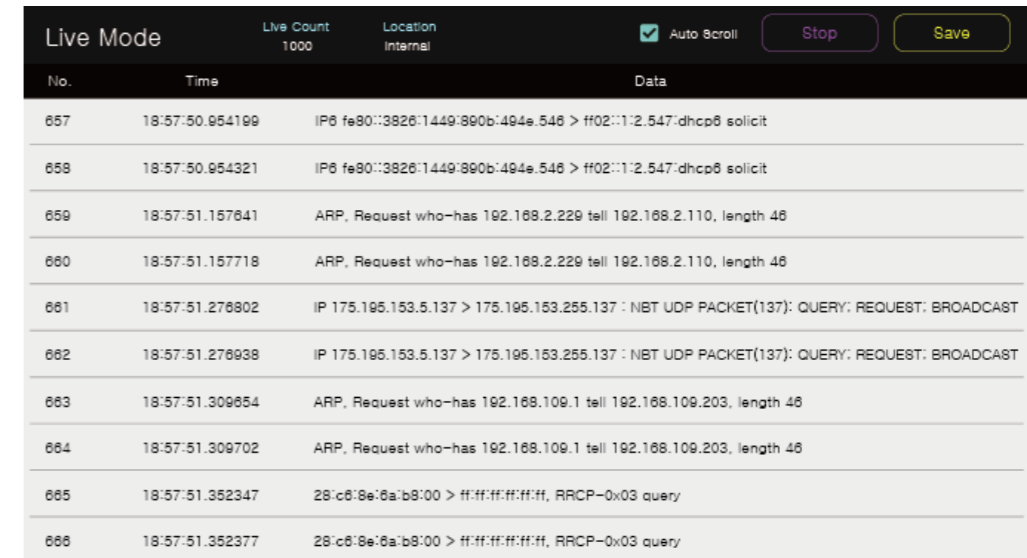 Live Mode
Live Count
1000
Location
Internal
Auto Scroll
Stop
Save
No. Time Data
657 18:57:50.954199 IP6 fe80::3826:1449:890b:494e.546 > ff02::1:2.547:dhcp6 solicit
658 18:57:50.954321 IP6 fe80::3826:1449:890b:494e.546 > ff02::1:2.547:dhcp6 solicit
659 18:57:51.157641 ARP, Request who-has 192.168.2.229 tell 192.168.2.110, length 46
660 18:57:51.157718 ARP, Request who-has 192.168.2.229 tell 192.168.2.110, length 46
661 18:57:51.276802 IP 175.195.153.5.137 > 175.195.153.255.137 : NBT UDP PACKET(137): QUERY; REQUEST; BROADCAST
662 18:57:51.276938 IP 175.195.153.5.137 > 175.195.153.255.137 : NBT UDP PACKET(137): QUERY; REQUEST; BROADCAST
663 18:57:51.309654 ARP, Request who-has 192.168.109.1 tell 192.168.109.203, length 46
664 18:57:51.309702 ARP, Request who-has 192.168.109.1 tell 192.168.109.203, length 46
665 18:57:51.352347 28:c6:8e:6a:b8:00 > ff:ff:ff:ff:ff:ff, RRCP-0x03 query
666 18:57:51.352377 28:c6:8e:6a:b8:00 > ff:ff:ff:ff:ff:ff, RRCP-0x03 query